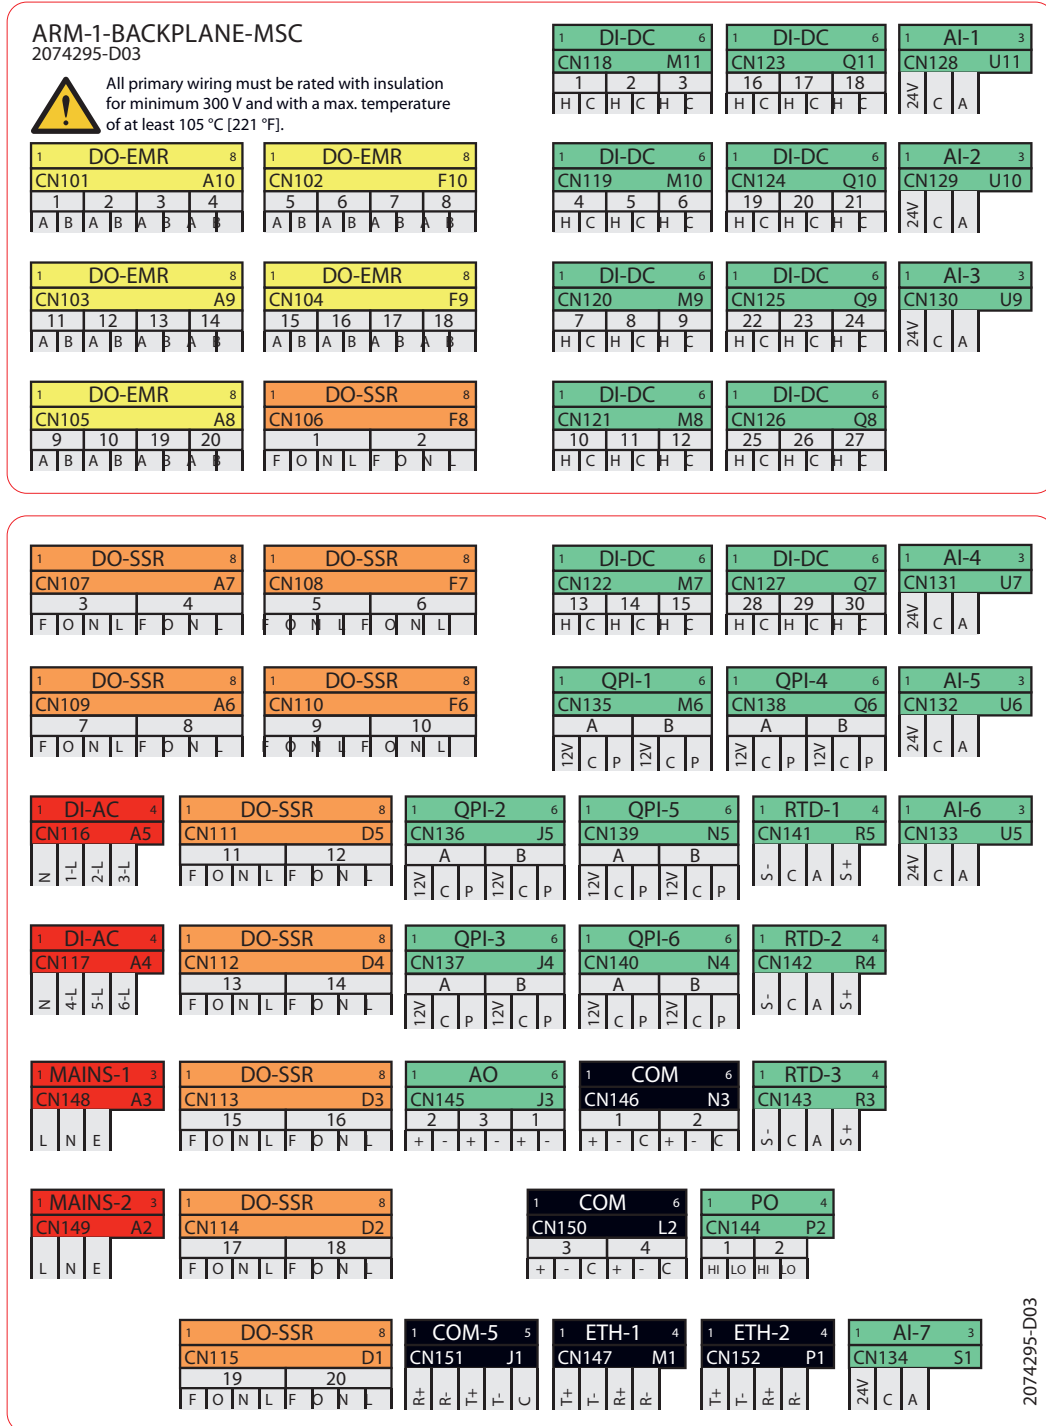 ARM-1-BACKPLANE-MSC
2074295-D03
All primary wiring must be rated with insulation
for minimum 300 V and with a max. temperature
of at least 105 °C [221 °F].
1 DI-DC 6
CN118 M11
1 2 3
H C H C H C
1 DI-DC 6
CN123 Q11
16 17 18
H C H C H C
1 AI-1 3
CN128 U11
24V C A
1 DO-EMR 8
CN101 A10
1 2 3 4
A B A B A B A B
1 DO-EMR 8
CN102 F10
5 6 7 8
A B A B A B A B
1 DI-DC 6
CN119 M10
4 5 6
H C H C H C
1 DI-DC 6
CN124 Q10
19 20 21
H C H C H C
1 AI-2 3
CN129 U10
24V C A
1 DO-EMR 8
CN103 A9
11 12 13 14
A B A B A B A B
1 DO-EMR 8
CN104 F9
15 16 17 18
A B A B A B A B
1 DI-DC 6
CN120 M9
7 8 9
H C H C H C
1 DI-DC 6
CN125 Q9
22 23 24
H C H C H C
1 AI-3 3
CN130 U9
24V C A
1 DO-EMR 8
CN105 A8
9 10 19 20
A B A B A B A B
1 DO-SSR 8
CN106 F8
1 2
F O N L F O N L
1 DI-DC 6
CN121 M8
10 11 12
H C H C H C
1 DI-DC 6
CN126 Q8
25 26 27
H C H C H C
1 DO-SSR 8
CN107 A7
3 4
F O N L F O N L
1 DO-SSR 8
CN108 F7
5 6
F O N L F O N L
1 DI-DC 6
CN122 M7
13 14 15
H C H C H C
1 DI-DC 6
CN127 Q7
28 29 30
H C H C H C
1 AI-4 3
CN131 U7
24V C A
1 DO-SSR 8
CN109 A6
7 8
F O N L F O N L
1 DO-SSR 8
CN110 F6
9 10
F O N L F O N L
1 QPI-1 6
CN135 M6
A B
12V C P 12V C P
1 QPI-4 6
CN138 Q6
A B
12V C P 12V C P
1 AI-5 3
CN132 U6
24V C A
1 DI-AC 4
CN116 A5
N 1-L 2-L 3-L
1 DO-SSR 8
CN111 D5
11 12
F O N L F O N L
1 QPI-2 6
CN136 J5
A B
12V C P 12V C P
1 QPI-5 6
CN139 N5
A B
12V C P 12V C P
1 RTD-1 4
CN141 R5
S- C A S+
1 AI-6 3
CN133 U5
24V C A
1 DI-AC 4
CN117 A4
N 4-L 5-L 6-L
1 DO-SSR 8
CN112 D4
13 14
F O N L F O N L
1 QPI-3 6
CN137 J4
A B
12V C P 12V C P
1 QPI-6 6
CN140 N4
A B
12V C P 12V C P
1 RTD-2 4
CN142 R4
S- C A S+
1 MAINS-1 3
CN148 A3
L N E
1 DO-SSR 8
CN113 D3
15 16
F O N L F O N L
1 AO 6
CN145 J3
2 3 1
+ - + - + -
1 COM 6
CN146 N3
1 2
+ - C + - C
1 RTD-3 4
CN143 R3
S- C A S+
1 MAINS-2 3
CN149 A2
L N E
1 DO-SSR 8
CN114 D2
17 18
F O N L F O N L
1 COM 6
CN150 L2
3 4
+ - C + - C
1 PO 4
CN144 P2
1 2
HI LO HI LO
1 DO-SSR 8
CN115 D1
19 20
F O N L F O N L
1 COM-5 5
CN151 J1
R+ R- T+ T- C
1 ETH-1 4
CN147 M1
T+ T- R+ R-
1 ETH-2 4
CN152 P1
T+ T- R+ R-
1 AI-7 3
CN134 S1
24V C A
2074295-D03